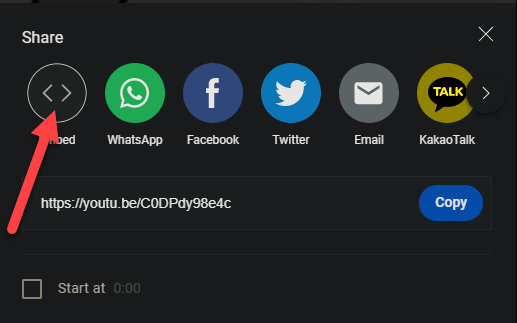 Share
WhatsApp
Facebook
Twitter
Email
TALK
KakaoTalk
https://youtu.be/C0DPdy98e4c
Copy
Start at 0:00